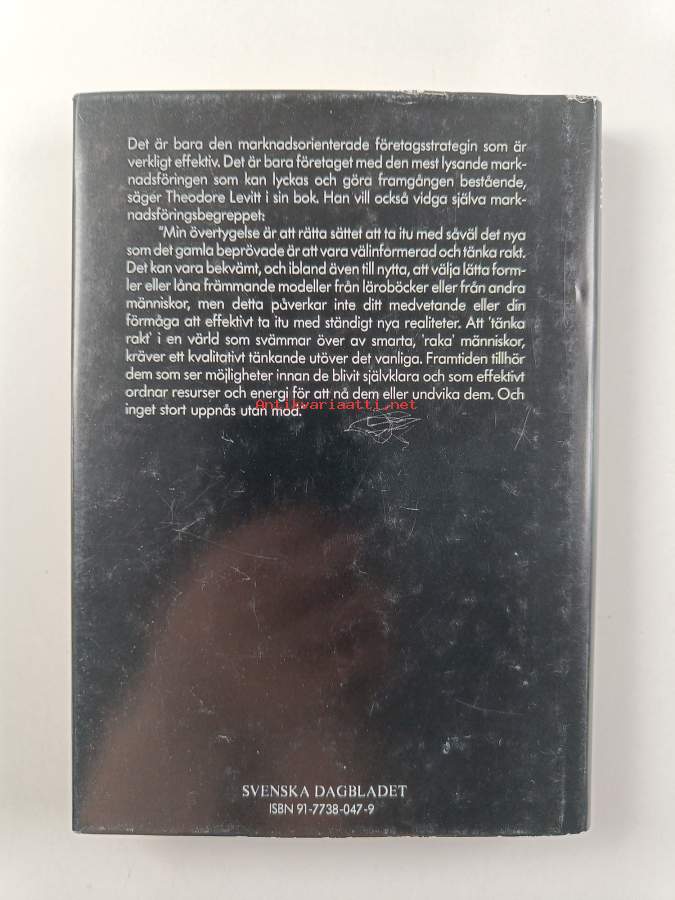 Det är bara den marknadsorienterade företagsstrategin som är
verkligt effektiv. Det är bara företaget med den mest lysande mark-
nadsföringen som kan lyckas och göra framgången bestående,
säger Theodore Levitt i sin bok. Han vill också vidga själva mark-
nadsföringsbegreppet:
"Min övertygelse är att rätta sättet att ta itu med såväl det nya
som det gamla beprövade är att vara välinformerad och tänka rakt.
Det kan vara bekvämt, och ibland även till nytta, att välja lätta form-
ler eller låna främmande modeller från läroböcker eller från andra
människor, men detta påverkar inte ditt medvetande eller din
förmåga att effektivt ta itu med ständigt nya realiteter. Att 'tänka
rakt' i en värld som svämmar över av smarta, 'raka' människor,
kräver ett kvalitativt tänkande utöver det vanliga. Framtiden tillhör
dem som ser möjligheter innan de blivit självklara och som effektivt
ordnar resurser och energi för att nå dem eller undvika dem. Och
inget stort uppnås utan mod."
Antikvariaatti.net
SVENSKA DAGBLADET
ISBN 91-7738-047-9